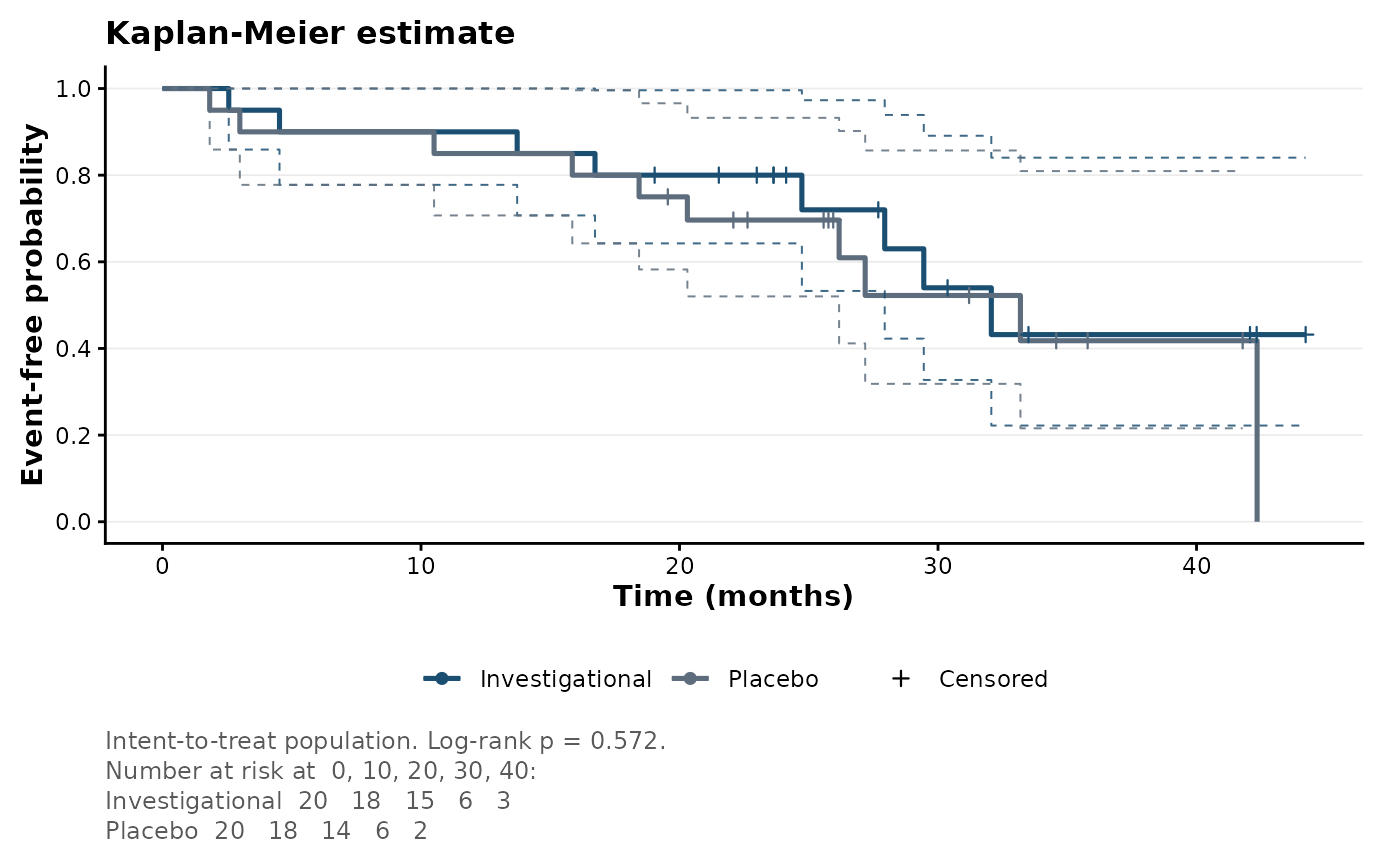 Kaplan-Meier estimate
Event-free probability
1.0
0.8
0.6
0.4
0.2
0.0
0 10 20 30 40
Time (months)
Investigational Placebo Censored
Intent-to-treat population. Log-rank p = 0.572.
Number at risk at 0, 10, 20, 30, 40:
Investigational 20 18 15 6 3
Placebo 20 18 14 6 2